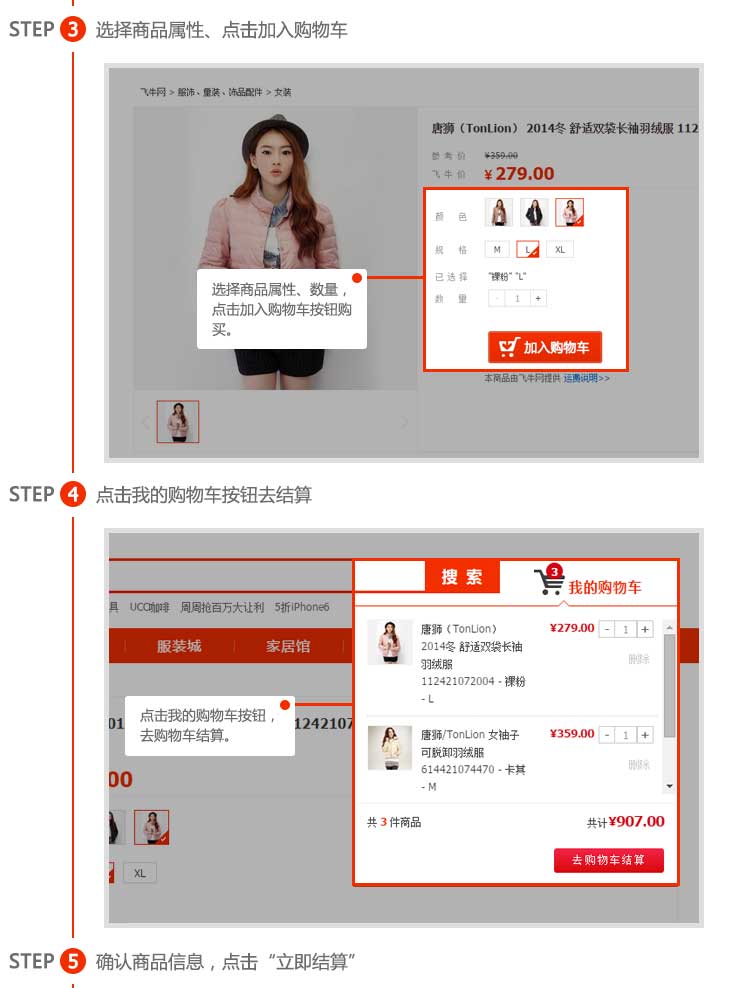 STEP 3 选择商品属性、点击加入购物车
飞牛网 > 服饰、童装、饰品配件 > 女装
唐狮（TonLion） 2014冬 舒适双袋长袖羽绒服 112
参 考 价 ¥359.00
飞 牛 价 ¥ 279.00
颜 色
规 格 M L XL
已 选 择 "裸粉" "L"
数 量 - 1 +
选择商品属性、数量，
点击加入购物车按钮购
买。
加入购物车
本商品由飞牛网提供 运费说明>>
STEP 4 点击我的购物车按钮去结算
搜 索 3 我的购物车
具 UCC咖啡 周周抢百万大让利 5折iPhone6
服装城 家居馆
唐狮（TonLion） ¥279.00 - 1 +
2014冬 舒适双袋长袖
羽绒服 删除
112421072004 - 裸粉
- L
点击我的购物车按钮，
去购物车结算。
01 1242107
00
唐狮/TonLion 女袖子 ¥359.00 - 1 +
可脱卸羽绒服
614421074470 - 卡其 删除
- M
共 3 件商品 共计¥907.00
去购物车结算
XL
STEP 5 确认商品信息，点击“立即结算”